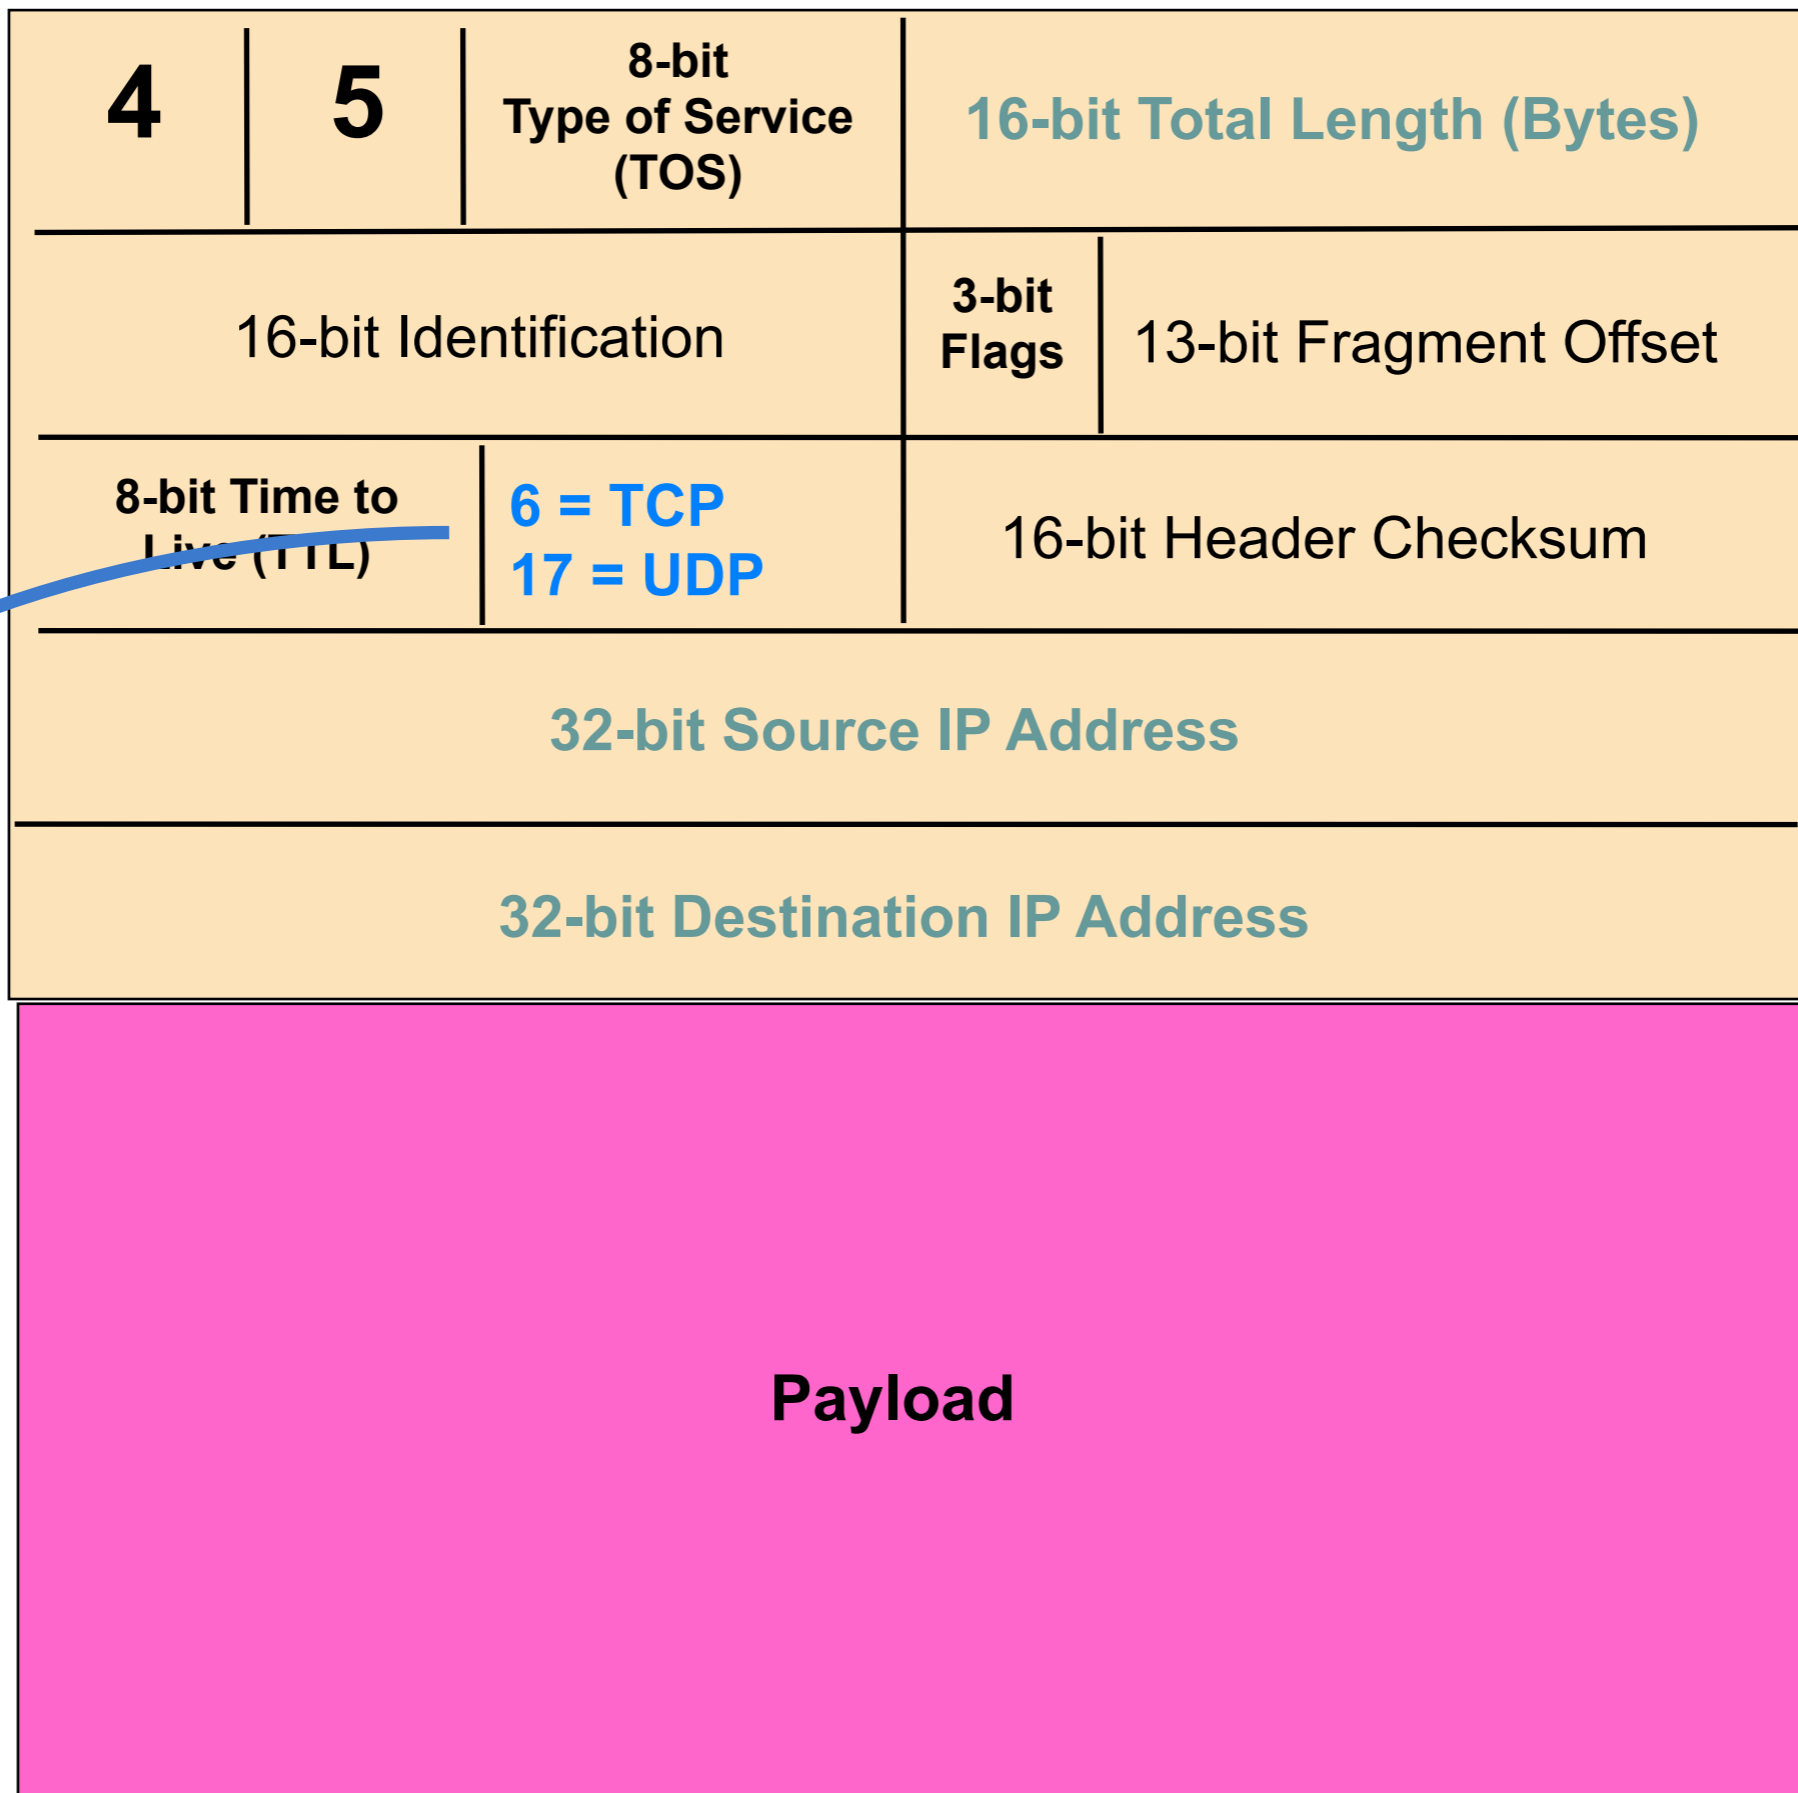 4
5
8-bit
Type of Service
(TOS)
16-bit Total Length (Bytes)
16-bit Identification
3-bit
Flags
13-bit Fragment Offset
8-bit Time to
Live (TTL)
6 = TCP
17 = UDP
16-bit Header Checksum
32-bit Source IP Address
32-bit Destination IP Address
Payload